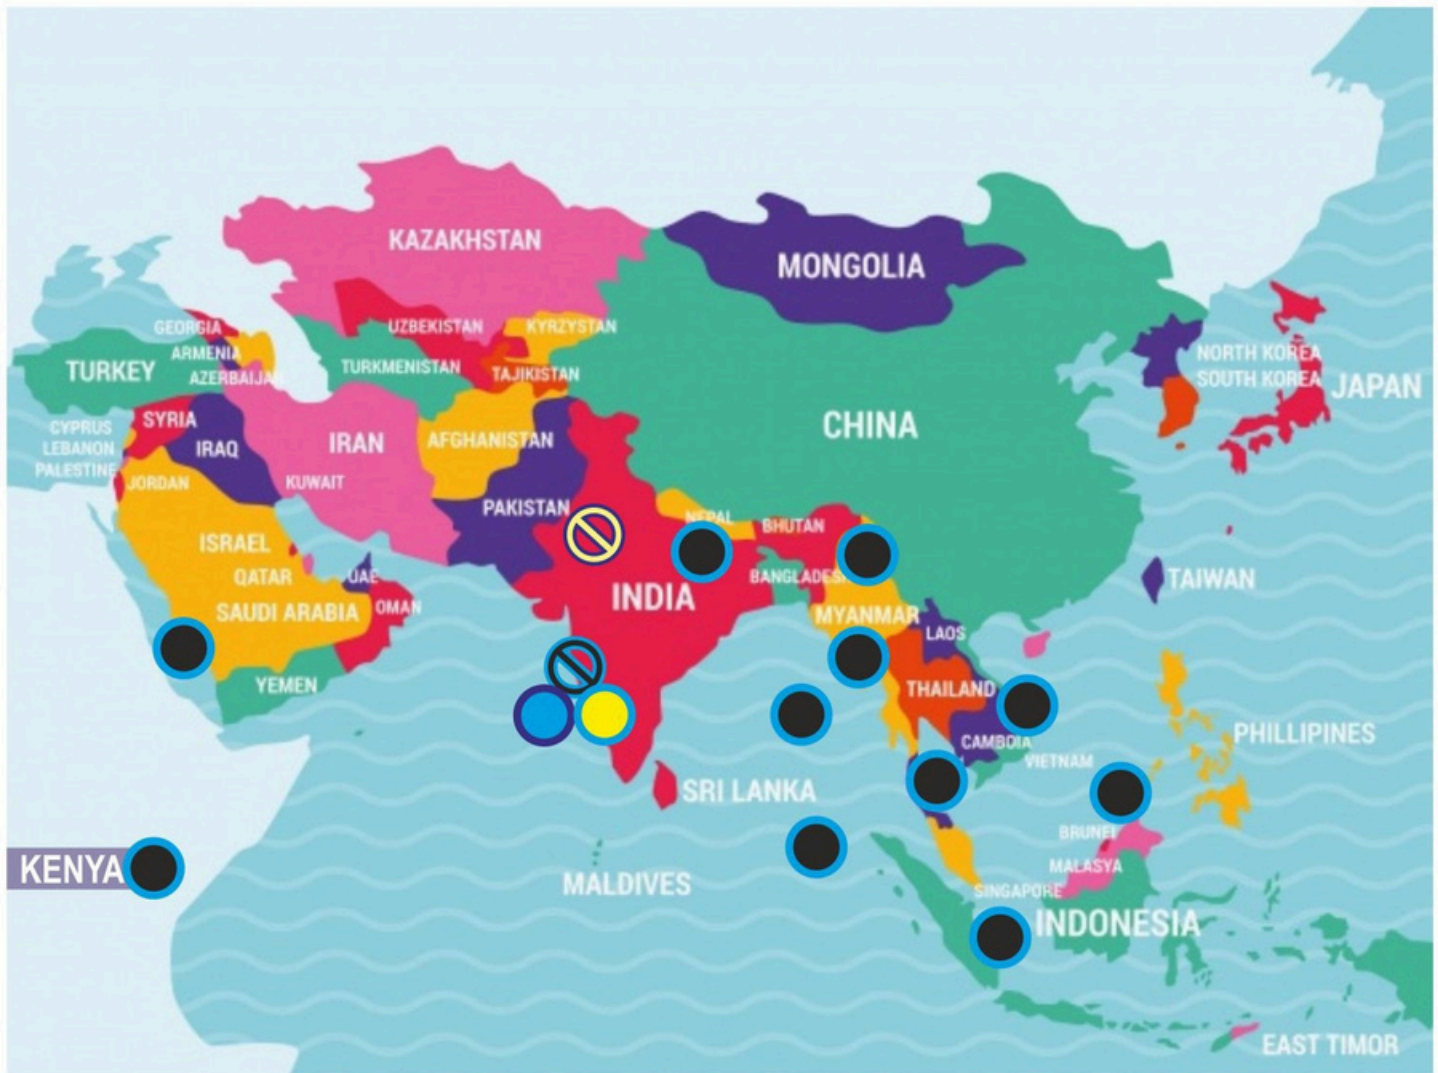 KAZAKHSTAN
MONGOLIA
GEORGIA
UZBEKISTAN
KYRZYSTAN
ARMENIA
TURKEY
AZERBAIJA
TURKMENISTAN
TAJIKISTAN
NORTH KOREA
SOUTH KOREA
JAPAN
CYPRUS
LEBANON
PALESTINE
SYRIA
IRAQ
IRAN
AFGHANISTAN
CHINA
JORDAN
KUWAIT
PAKISTAN
NEPAL
BHUTAN
ISRAEL
QATAR
UAE
BANGLADESH
TAIWAN
SAUDI ARABIA
OMAN
INDIA
MYANMAR
LAOS
YEMEN
THAILAND
CAMBOIA
VIETNAM
PHILLIPINES
SRI LANKA
BRUNEI
MALASYA
KENYA
MALDIVES
SINGAPORE
INDONESIA
EAST TIMOR